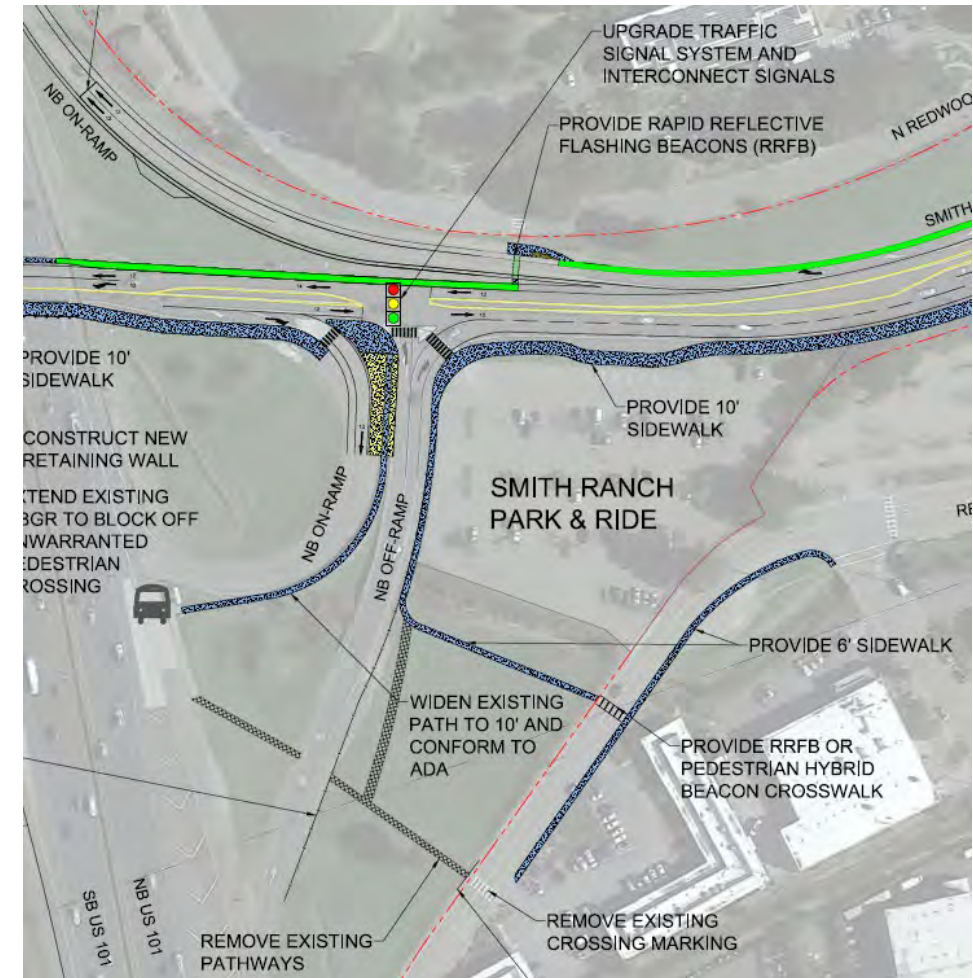 UPGRADE TRAFFIC
SIGNAL SYSTEM AND
INTERCONNECT SIGNALS
NB ON-RAMP
PROVIDE RAPID REFLECTIVE
FLASHING BEACONS (RRFB)
N REDWOO
SMITH
PROVIDE 10'
SIDEWALK
PROVIDE 10'
SIDEWALK
CONSTRUCT NEW
RETAINING WALL
XTEND EXISTING
BGR TO BLOCK OFF
NWARRANTED
EDESTRIAN
ROSSING
NB ON-RAMP
NB OFF-RAMP
SMITH RANCH
PARK & RIDE
RE
PROVIDE 6' SIDEWALK
WIDEN EXISTING
PATH TO 10' AND
CONFORM TO
ADA
PROVIDE RRFB OR
PEDESTRIAN HYBRID
BEACON CROSSWALK
SB US 101
NB US 101
REMOVE EXISTING
PATHWAYS
REMOVE EXISTING
CROSSING MARKING